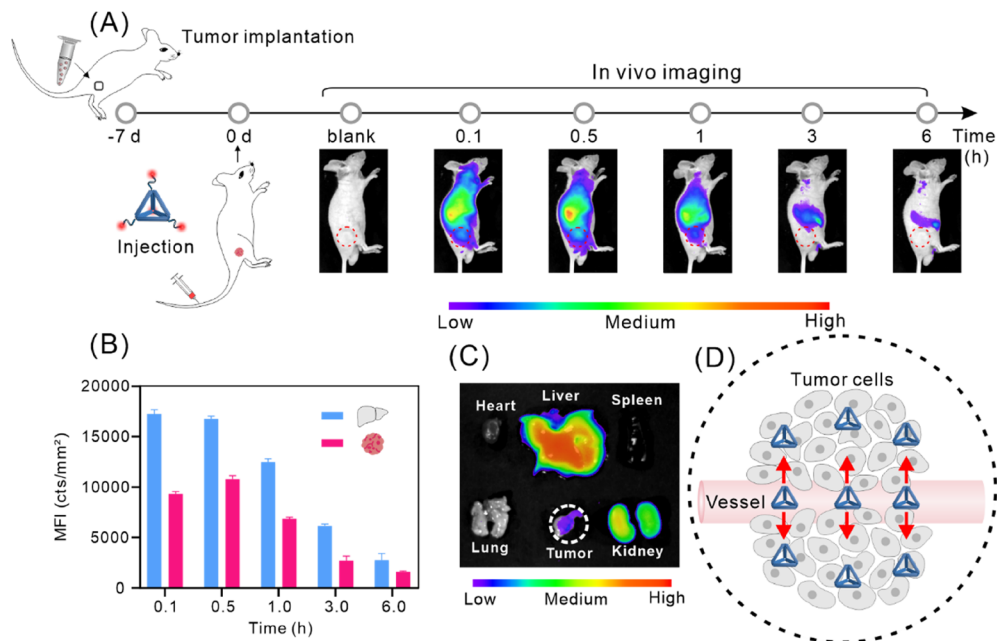 (A)
Tumor implantation
In vivo imaging
-7 d
0 d
blank
0.1
0.5
1
3
6
Time
(h)
Injection
Low
Medium
High
(B)
20000
15000
10000
5000
0
MFI (cts/mm²)
0.1
0.5
1.0
3.0
6.0
Time (h)
(C)
Heart
Liver
Spleen
Lung
Tumor
Kidney
Low
Medium
High
(D)
Tumor cells
Vessel